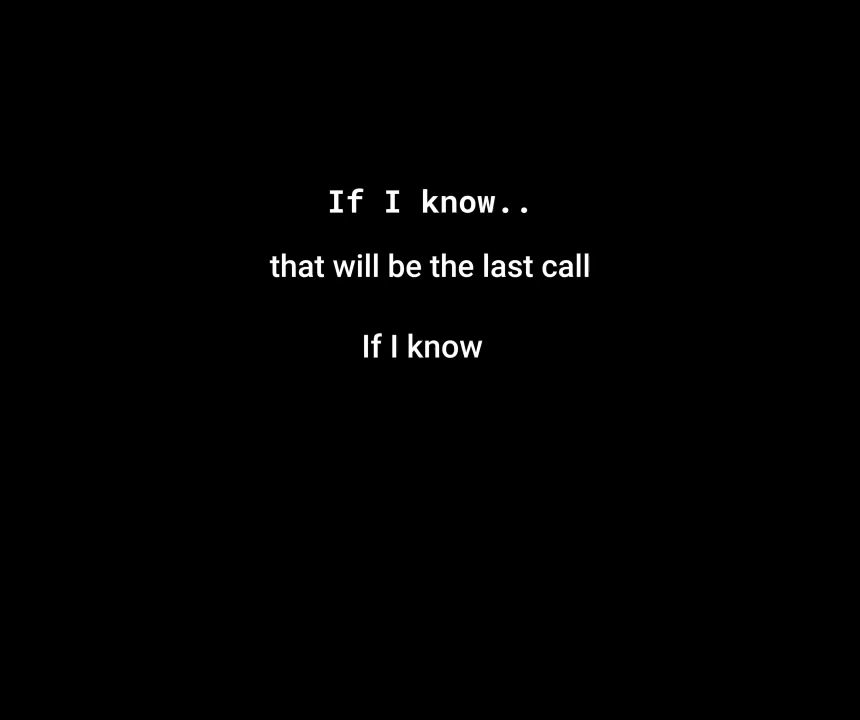 If I know..
that will be the last call
If I know